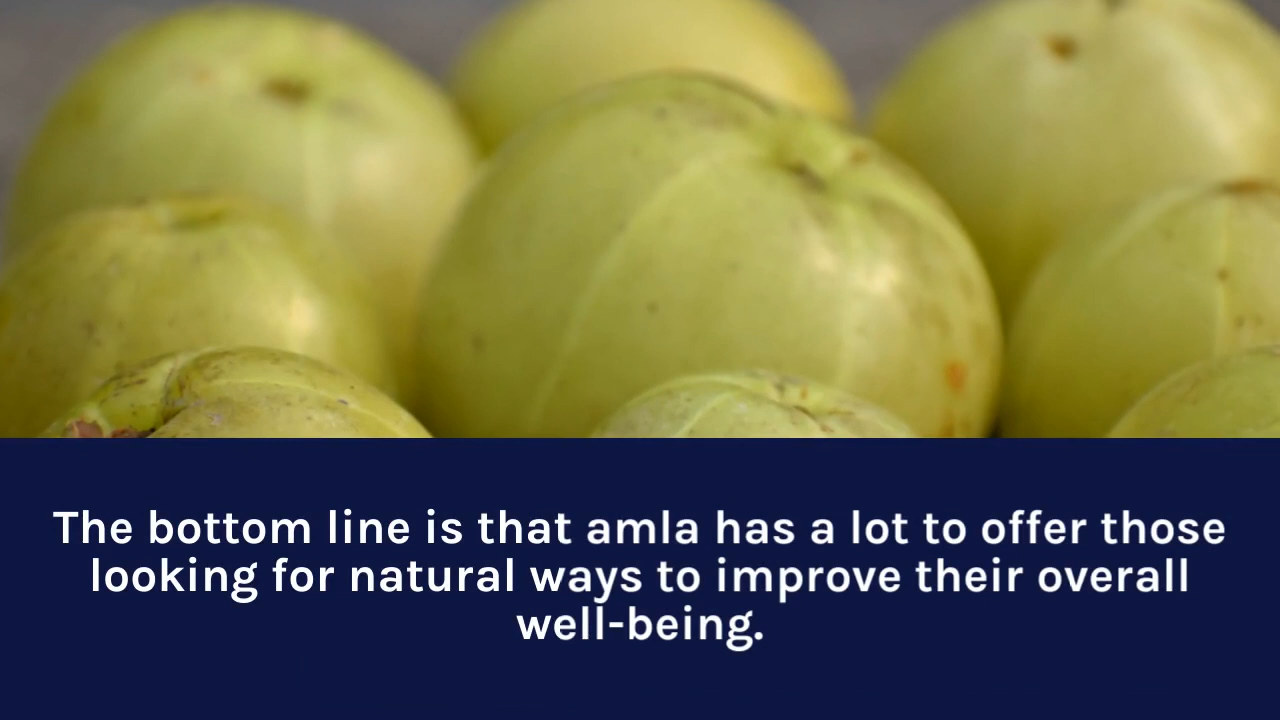 The bottom line is that amla has a lot to offer those
looking for natural ways to improve their overall
well-being.